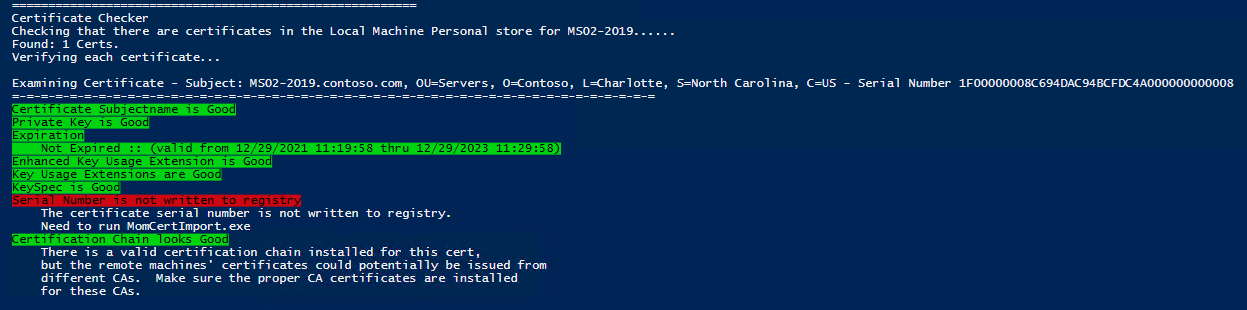 ========================================================
Certificate Checker
Checking that there are certificates in the Local Machine Personal store for MS02-2019......
Found: 1 Certs.
Verifying each certificate...
Examining Certificate - Subject: MS02-2019.contoso.com, OU=Servers, O=Contoso, L=Charlotte, S=North Carolina, C=US - Serial Number 1F00000008C694DAC94BCFDC4A000000000008
=-=-=-=-=-=-=-=-=-=-=-=-=-=-=-=-=-=-=-=-=-=-=-=-=-=-=-=-=-=-=-=-=-=-=-=-=-=-=-=-=-=-=-=-=
Certificate Subjectname is Good
Private Key is Good
Expiration
    Not Expired :: (valid from 12/29/2021 11:19:58 thru 12/29/2023 11:29:58)
Enhanced Key Usage Extension is Good
Key Usage Extensions are Good
KeySpec is Good
Serial Number is not written to registry
    The certificate serial number is not written to registry.
    Need to run MomCertImport.exe
Certification Chain looks Good
    There is a valid certification chain installed for this cert,
    but the remote machines' certificates could potentially be issued from
    different CAs.  Make sure the proper CA certificates are installed
    for these CAs.